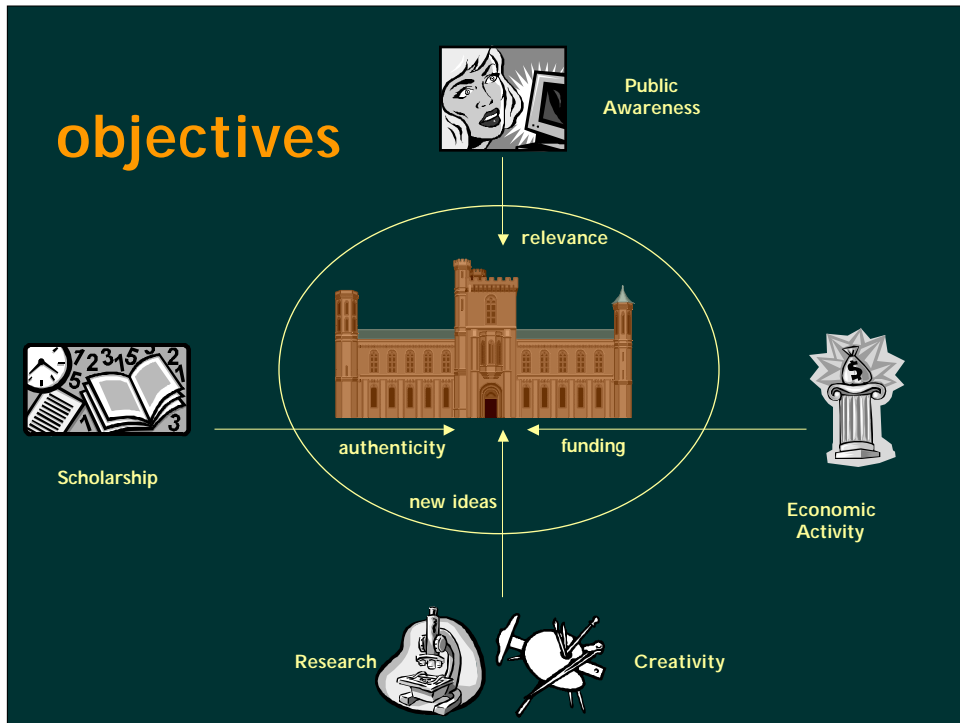 Public
Awareness
objectives
relevance
authenticity
funding
Scholarship
new ideas
Economic
Activity
Research
Creativity